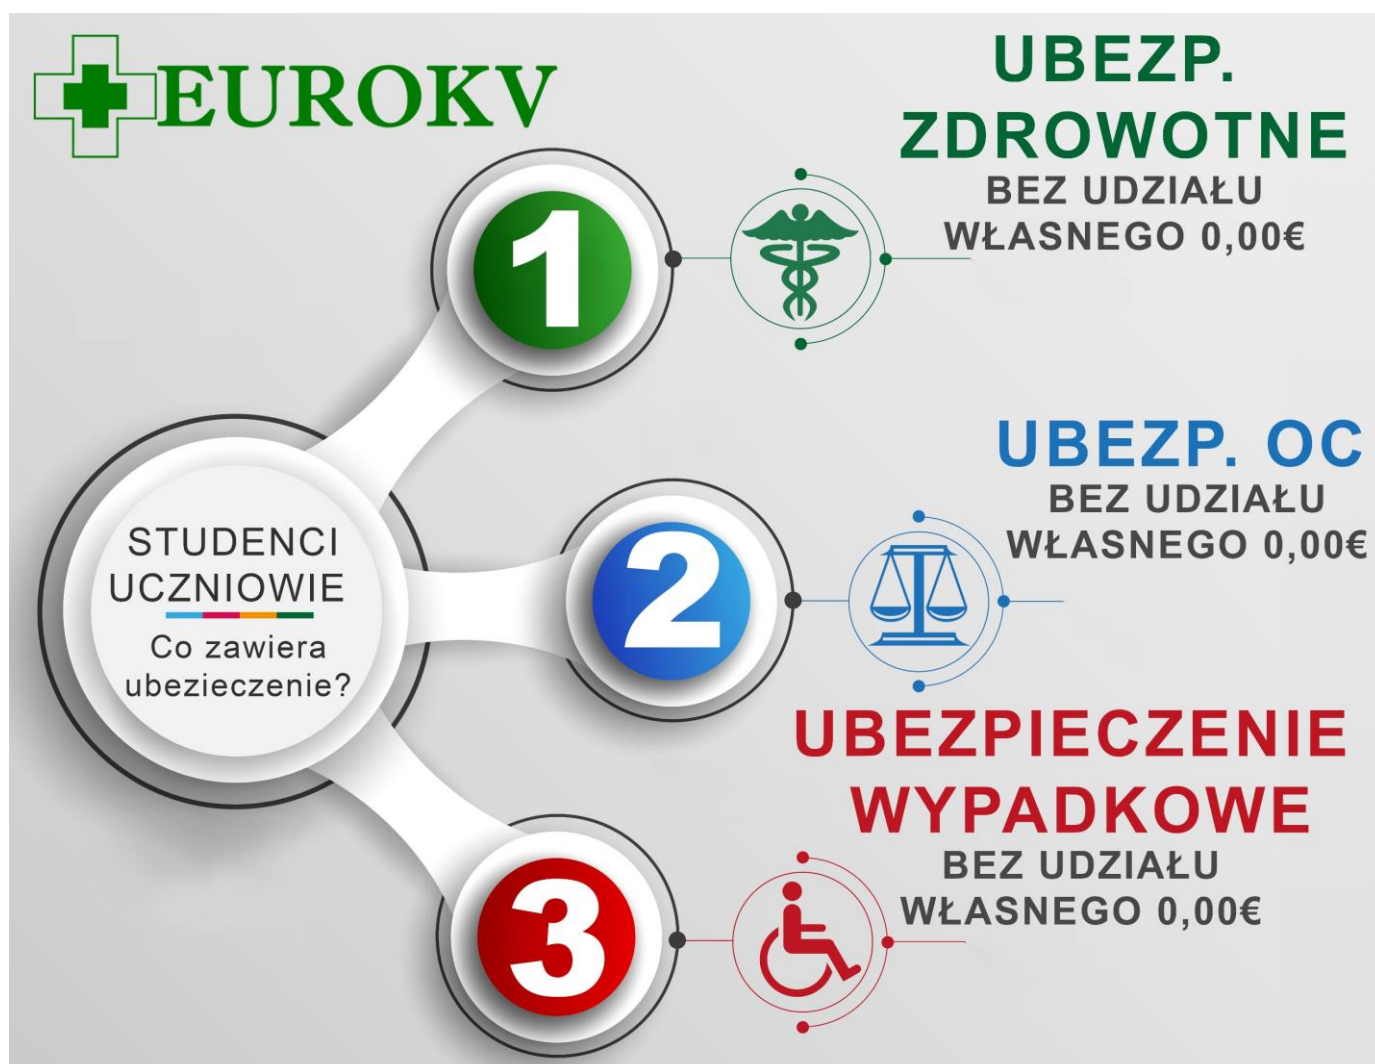 EUROKV
UBEZP.
ZDROWOTNE
BEZ UDZIAŁU
WŁASNEGO 0,00€
1
UBEZP. OC
BEZ UDZIAŁU
WŁASNEGO 0,00€
2
STUDENCI
UCZNIOWIE
Co zawiera
ubezieczenie?
UBEZPIECZENIE
WYPADKOWE
BEZ UDZIAŁU
WŁASNEGO 0,00€
3